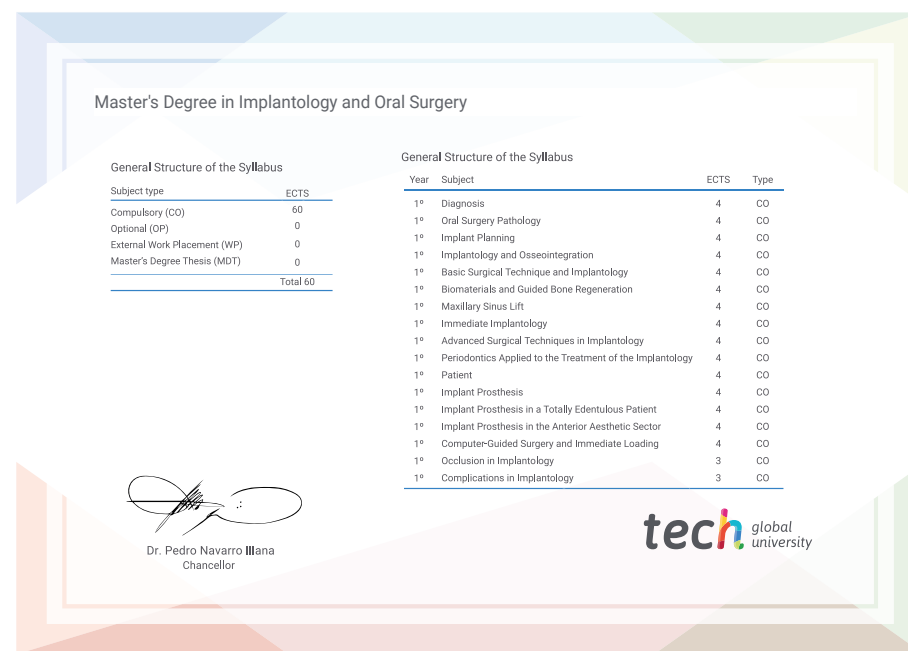 Master's Degree in Implantology and Oral Surgery
General Structure of the Syllabus
Subject type ECTS
Compulsory (CO) 60
Optional (OP) 0
External Work Placement (WP) 0
Master's Degree Thesis (MDT) 0
Total 60
General Structure of the Syllabus
Year Subject ECTS Type
1º Diagnosis 4 CO
1º Oral Surgery Pathology 4 CO
1º Implant Planning 4 CO
1º Implantology and Osseointegration 4 CO
1º Basic Surgical Technique and Implantology 4 CO
1º Biomaterials and Guided Bone Regeneration 4 CO
1º Maxillary Sinus Lift 4 CO
1º Immediate Implantology 4 CO
1º Advanced Surgical Techniques in Implantology 4 CO
1º Periodontics Applied to the Treatment of the Implantology 4 CO
1º Patient 4 CO
1º Implant Prosthesis 4 CO
1º Implant Prosthesis in a Totally Edentulous Patient 4 CO
1º Implant Prosthesis in the Anterior Aesthetic Sector 4 CO
1º Computer-Guided Surgery and Immediate Loading 4 CO
1º Occlusion in Implantology 3 CO
1º Complications in Implantology 3 CO
Dr. Pedro Navarro Illana
Chancellor
tech global
university